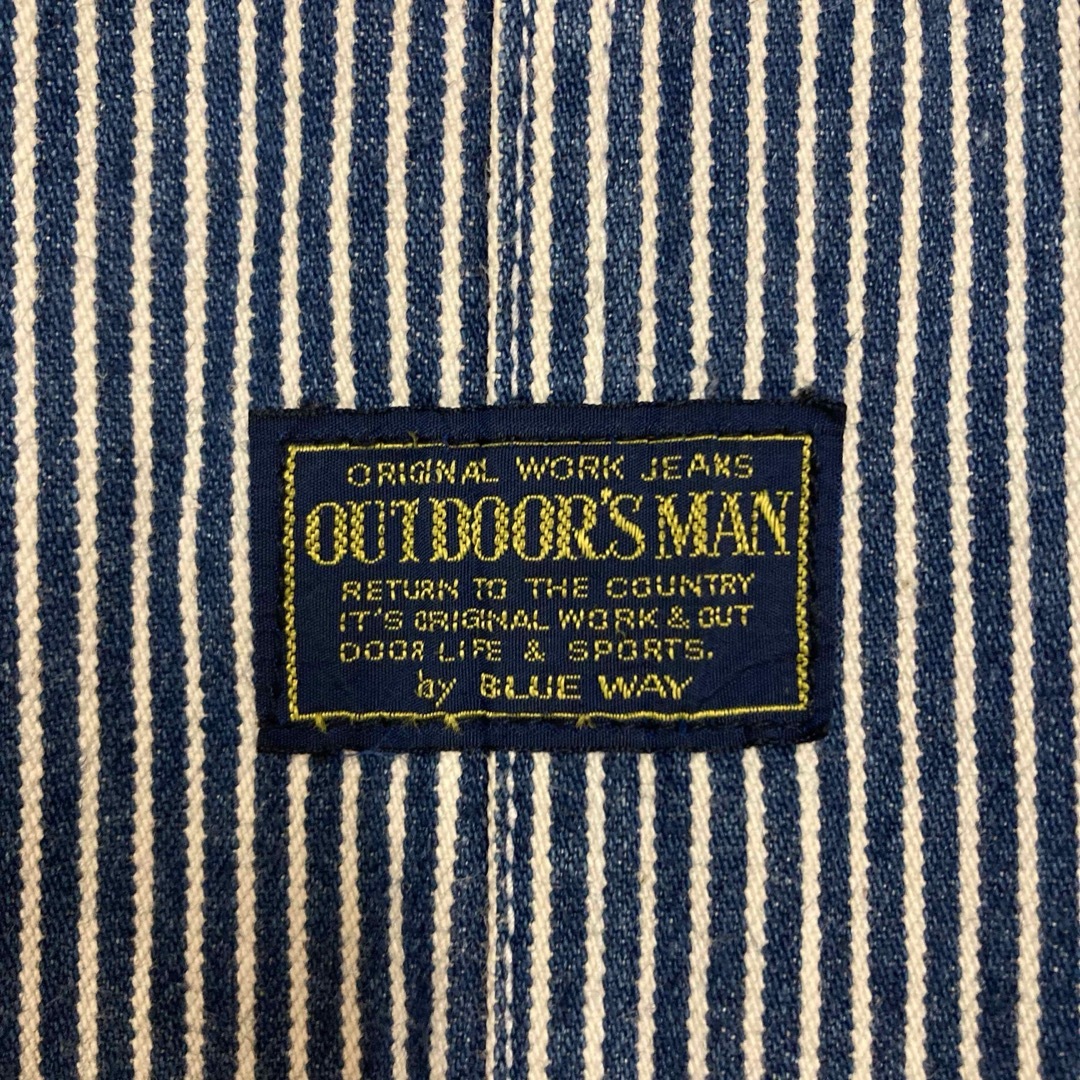 ORIGINAL WORK JEANS
OUTDOOR'S MAN
RETURN TO THE COUNTRY
IT'S ORIGINAL WORK & OUT
DOOR LIFE & SPORTS.
by BLUE WAY